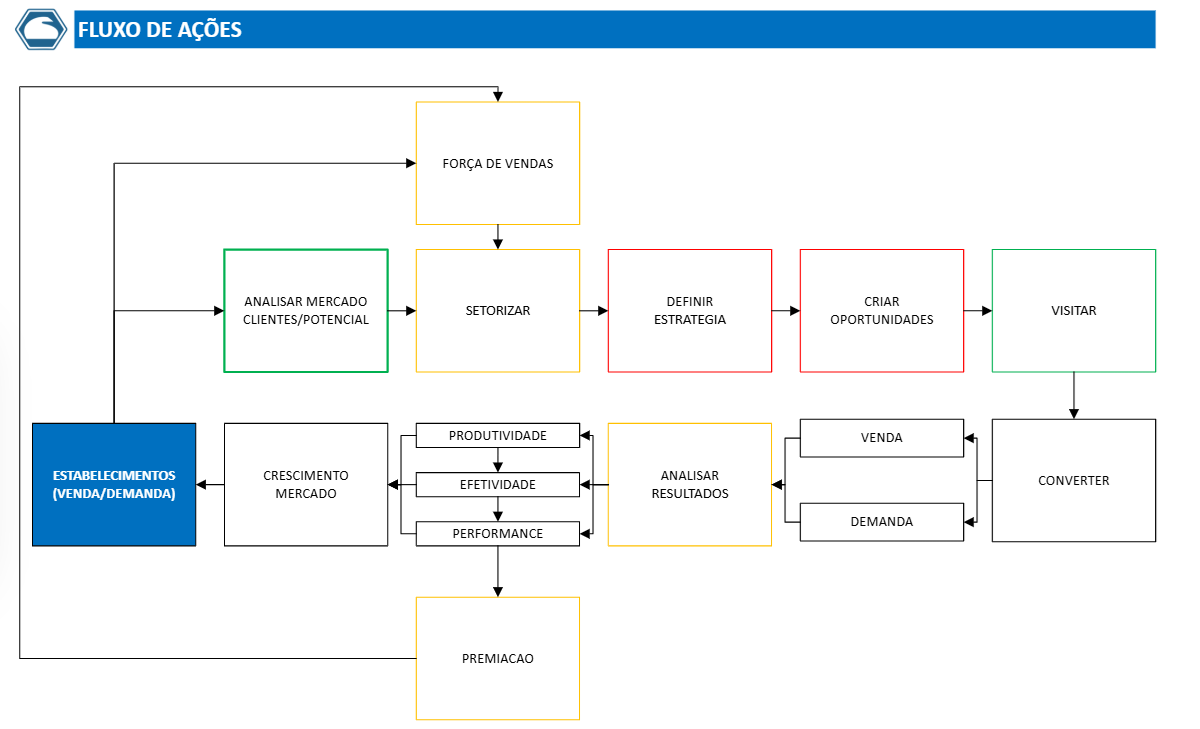 FLUXO DE AÇÕES
FORÇA DE VENDAS
ANALISAR MERCADO
CLIENTES/POTENCIAL
SETORIZAR
DEFINIR
ESTRATEGIA
CRIAR
OPORTUNIDADES
VISITAR
ESTABELECIMENTOS
(VENDA/DEMANDA)
CRESCIMENTO
MERCADO
PRODUTIVIDADE
EFETIVIDADE
PERFORMANCE
ANALISAR
RESULTADOS
VENDA
DEMANDA
CONVERTER
PREMIACAO